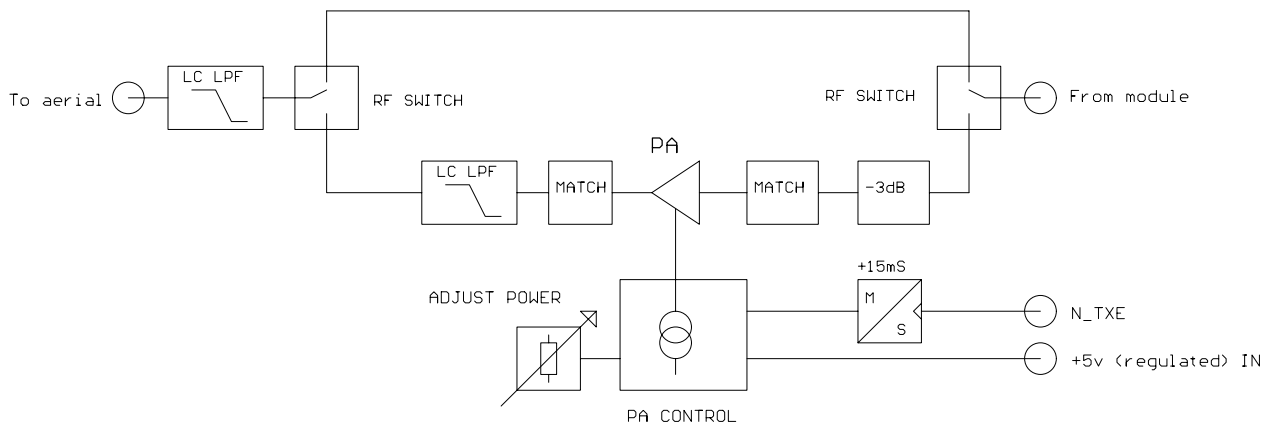 LC LPF
To aerial
RF SWITCH
RF SWITCH
From module
PA
LC LPF
MATCH
MATCH
-3dB
+15mS
ADJUST POWER
M
S
N_TXE
+5v (regulated) IN
PA CONTROL